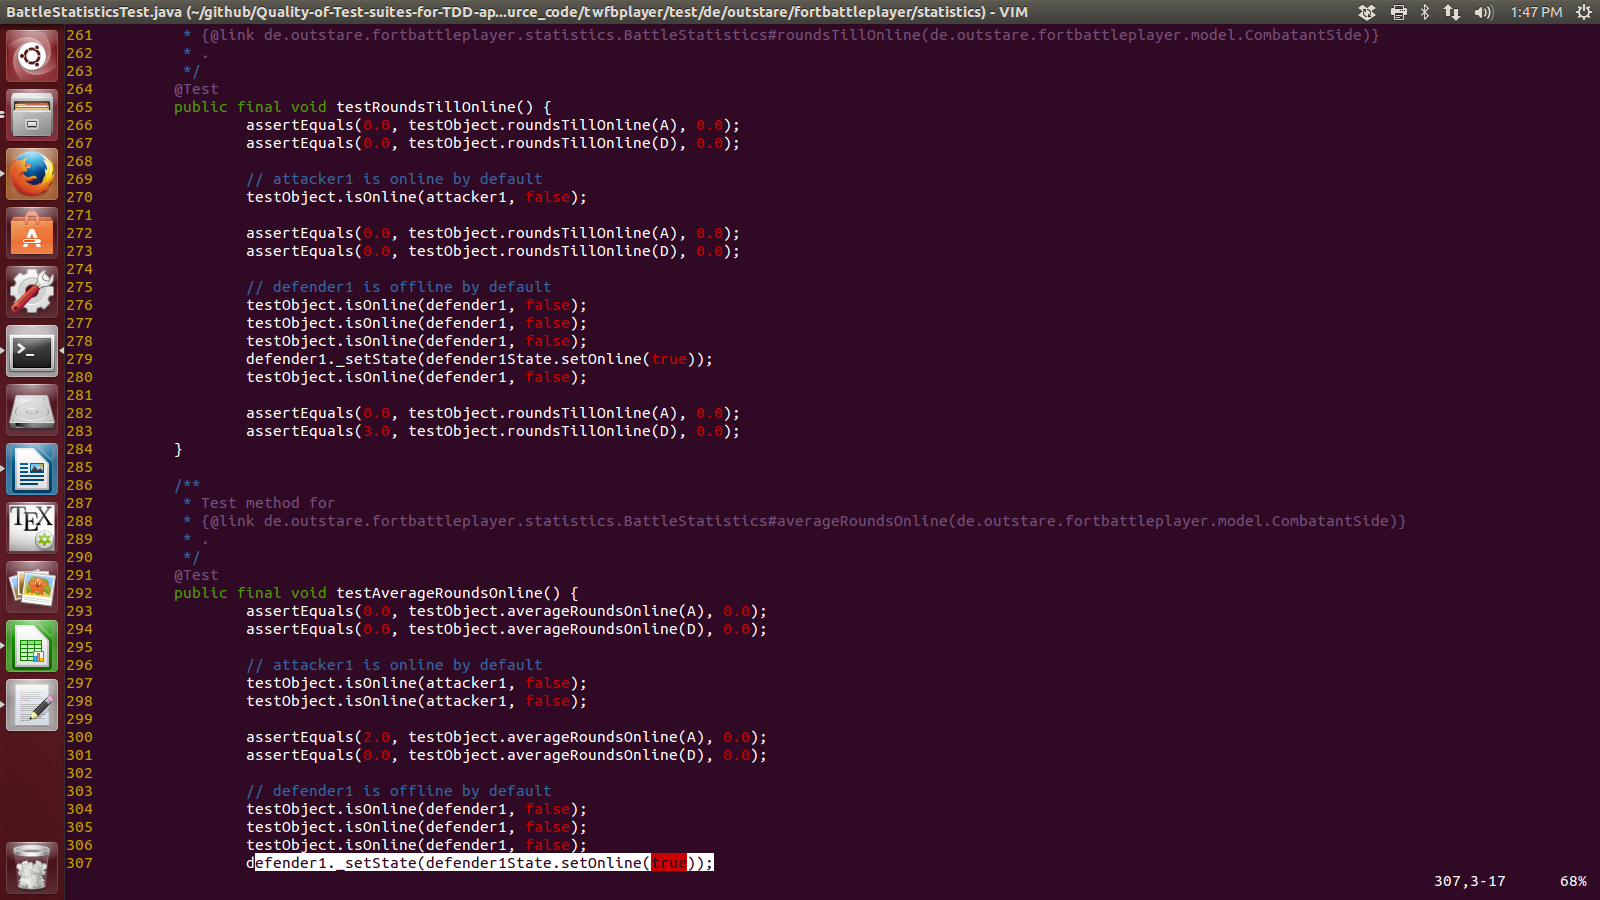 BattleStatisticsTest.java (~/github/Quality-of-Test-suites-for-TDD-ap...urce_code/twfbplayer/test/de/outstare/fortbattleplayer/statistics) - VIM 1:47 PM
261 * {@link de.outstare.fortbattleplayer.statistics.BattleStatistics#roundsTillOnline(de.outstare.fortbattleplayer.model.CombatantSide)}
262 * .
263 */
264 @Test
265 public final void testRoundsTillOnline() {
266 assertEquals(0.0, testObject.roundsTillOnline(A), 0.0);
267 assertEquals(0.0, testObject.roundsTillOnline(D), 0.0);
268
269 // attacker1 is online by default
270 testObject.isOnline(attacker1, false);
271
272 assertEquals(0.0, testObject.roundsTillOnline(A), 0.0);
273 assertEquals(0.0, testObject.roundsTillOnline(D), 0.0);
274
275 // defender1 is offline by default
276 testObject.isOnline(defender1, false);
277 testObject.isOnline(defender1, false);
278 testObject.isOnline(defender1, false);
279 defender1._setState(defender1State.setOnline(true));
280 testObject.isOnline(defender1, false);
281
282 assertEquals(0.0, testObject.roundsTillOnline(A), 0.0);
283 assertEquals(3.0, testObject.roundsTillOnline(D), 0.0);
284 }
285
286 /**
287 * Test method for
288 * {@link de.outstare.fortbattleplayer.statistics.BattleStatistics#averageRoundsOnline(de.outstare.fortbattleplayer.model.CombatantSide)}
289 * .
290 */
291 @Test
292 public final void testAverageRoundsOnline() {
293 assertEquals(0.0, testObject.averageRoundsOnline(A), 0.0);
294 assertEquals(0.0, testObject.averageRoundsOnline(D), 0.0);
295
296 // attacker1 is online by default
297 testObject.isOnline(attacker1, false);
298 testObject.isOnline(attacker1, false);
299
300 assertEquals(2.0, testObject.averageRoundsOnline(A), 0.0);
301 assertEquals(0.0, testObject.averageRoundsOnline(D), 0.0);
302
303 // defender1 is offline by default
304 testObject.isOnline(defender1, false);
305 testObject.isOnline(defender1, false);
306 testObject.isOnline(defender1, false);
307 defender1._setState(defender1State.setOnline(true));
307,3-17 68%
TEX